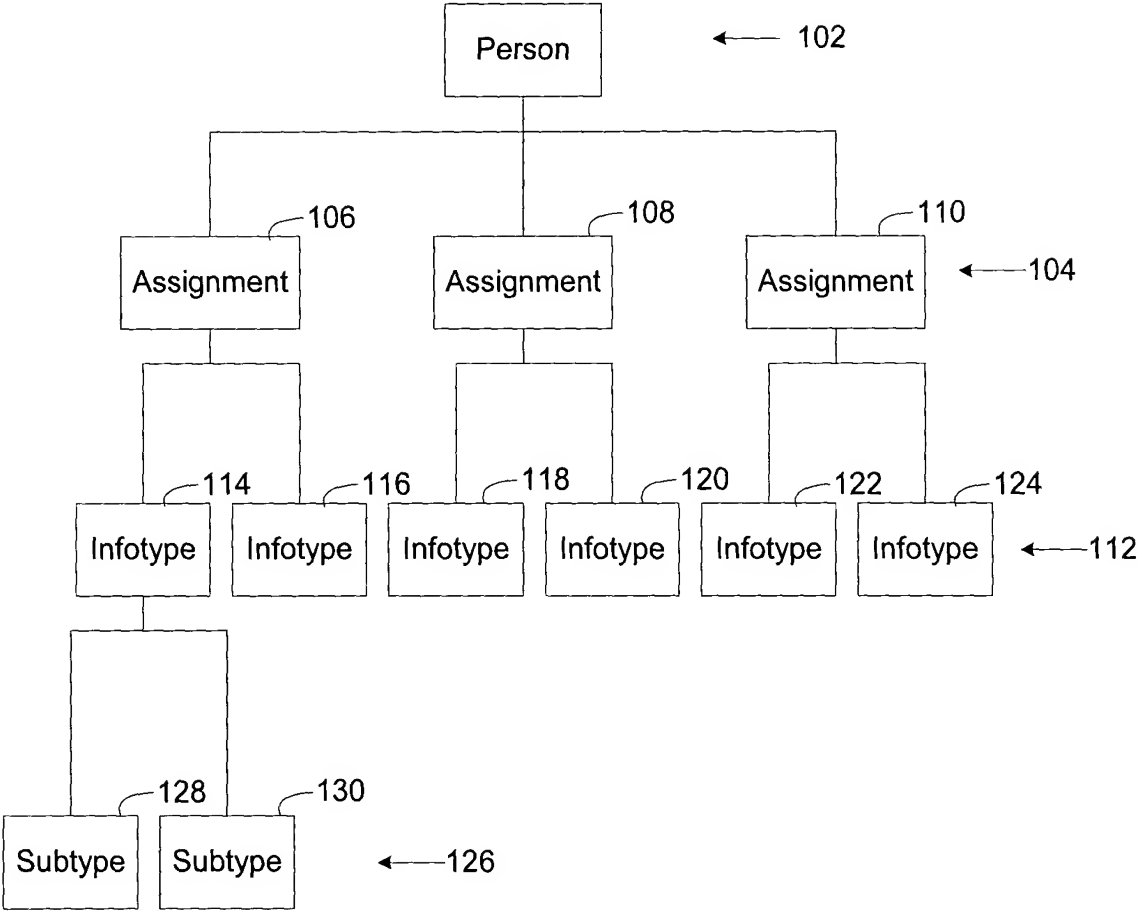 Person
102
106
108
110
Assignment
Assignment
Assignment
104
114
116
118
120
122
124
Infotype
Infotype
Infotype
Infotype
Infotype
Infotype
112
128
130
Subtype
Subtype
126